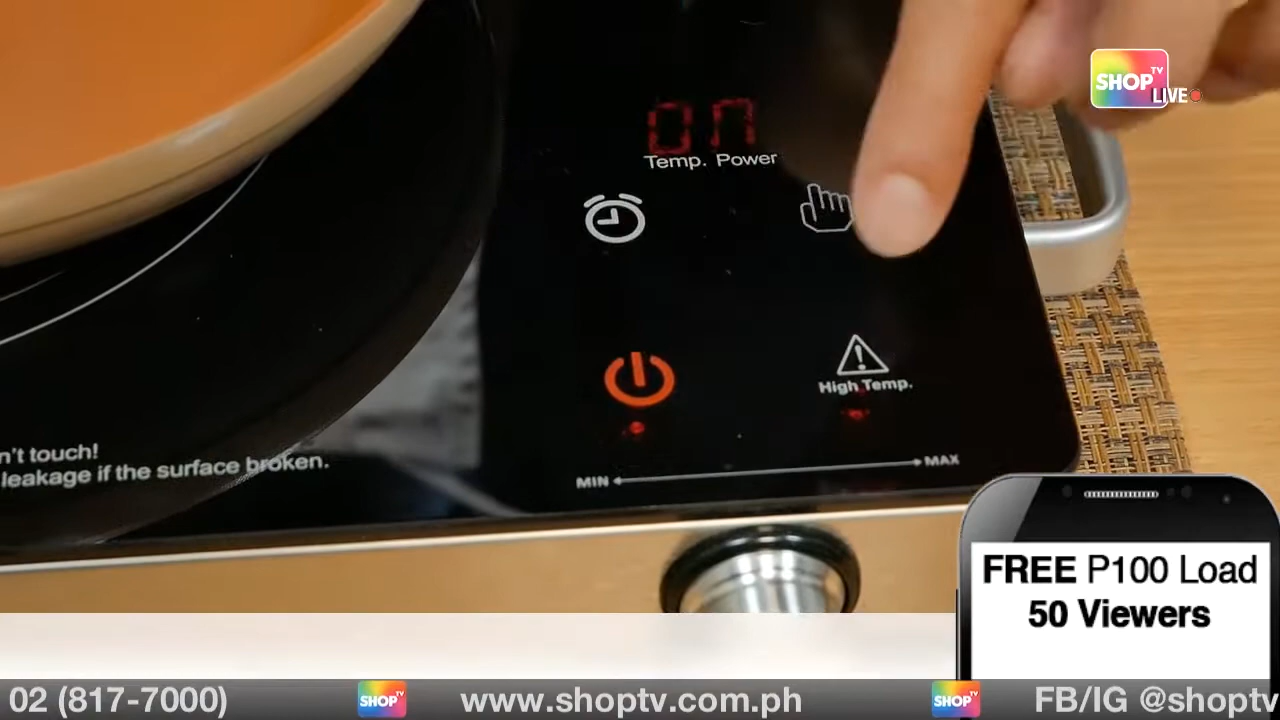 SHOP TV
LIVE
on
Temp. Power
High Temp.
n't touch!
leakage if the surface broken.
MIN MAX
FREE P100 Load
50 Viewers
02 (817-7000) SHOP TV www.shoptv.com.ph SHOP TV FB/IG @shoptv